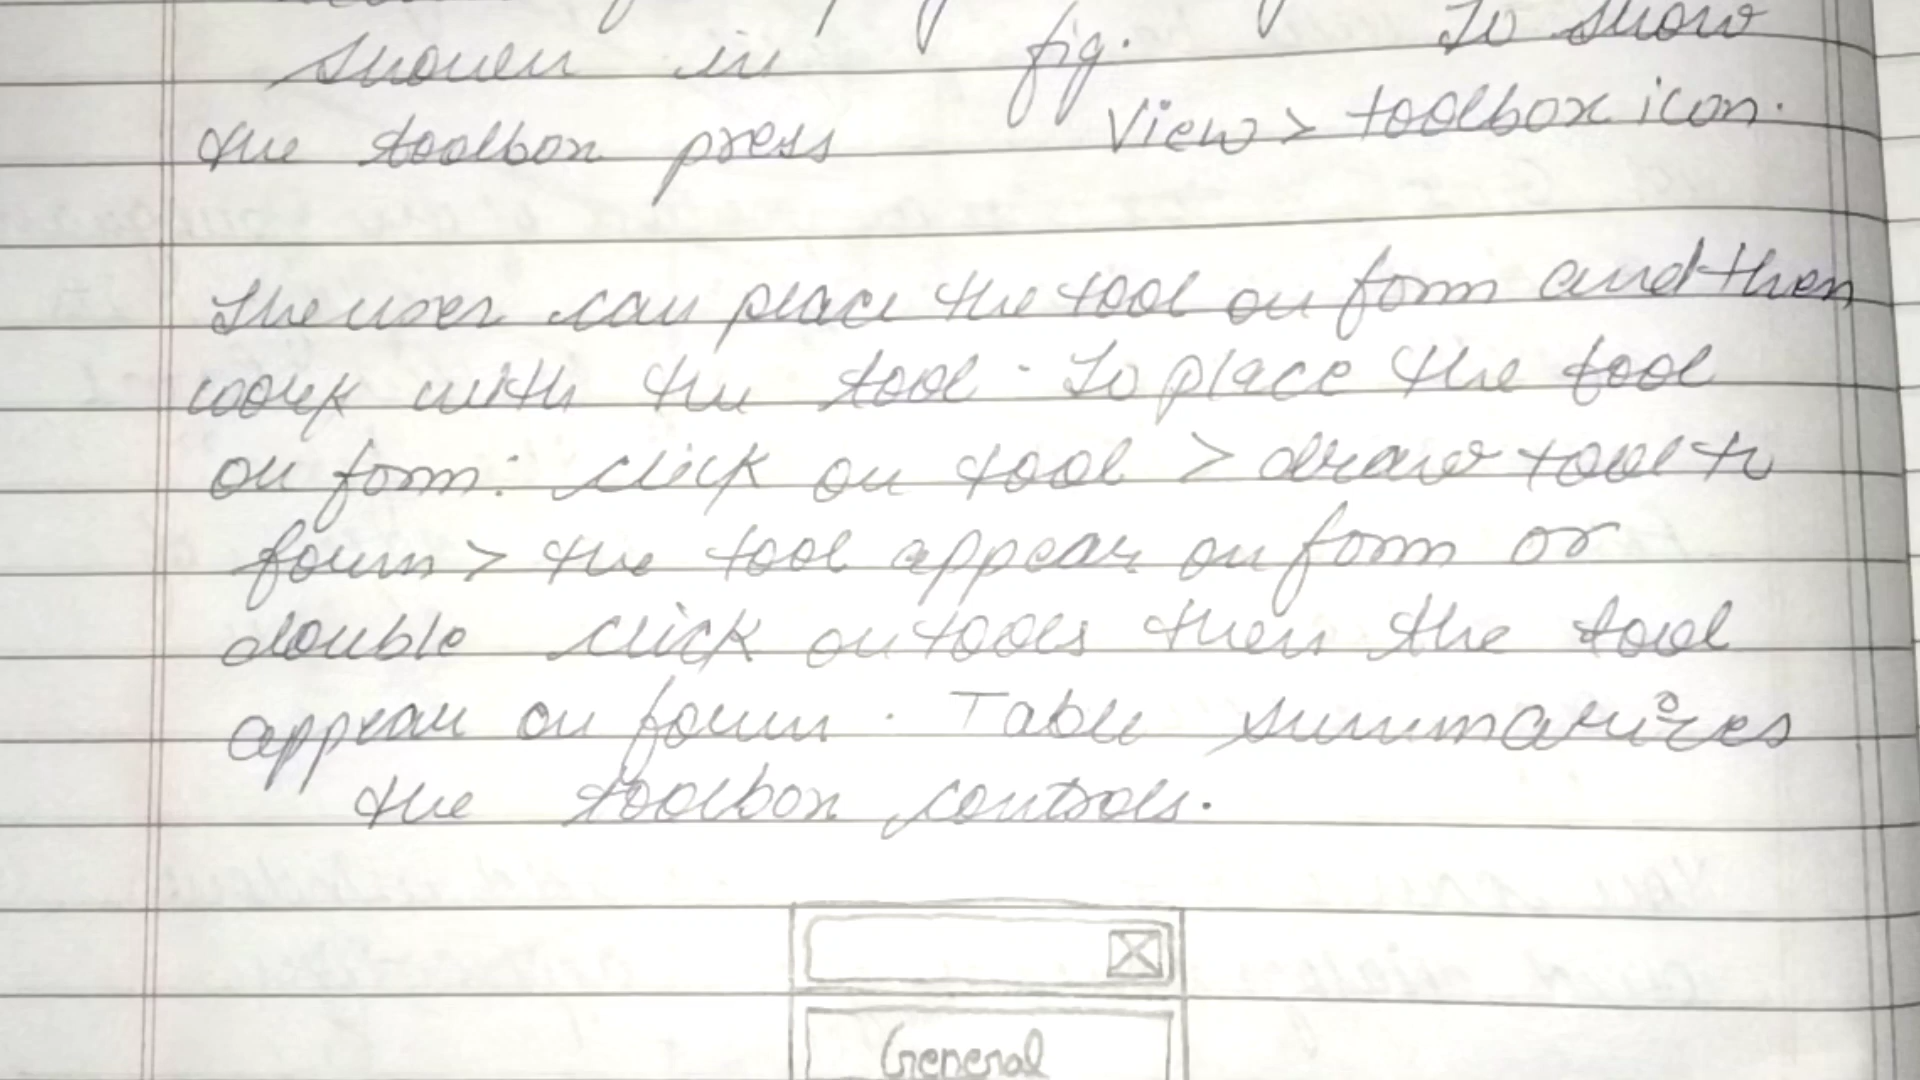 shown in fig. To show
the toolbox press View > toolbox icon.
The user can place the tool on form and then
work with the tool. To place the tool
on form: click on tool > draw tool to
form > the tool appear on form or
double click on tools then the tool
appear on form. Table summarizes
the toolbox controls.
General